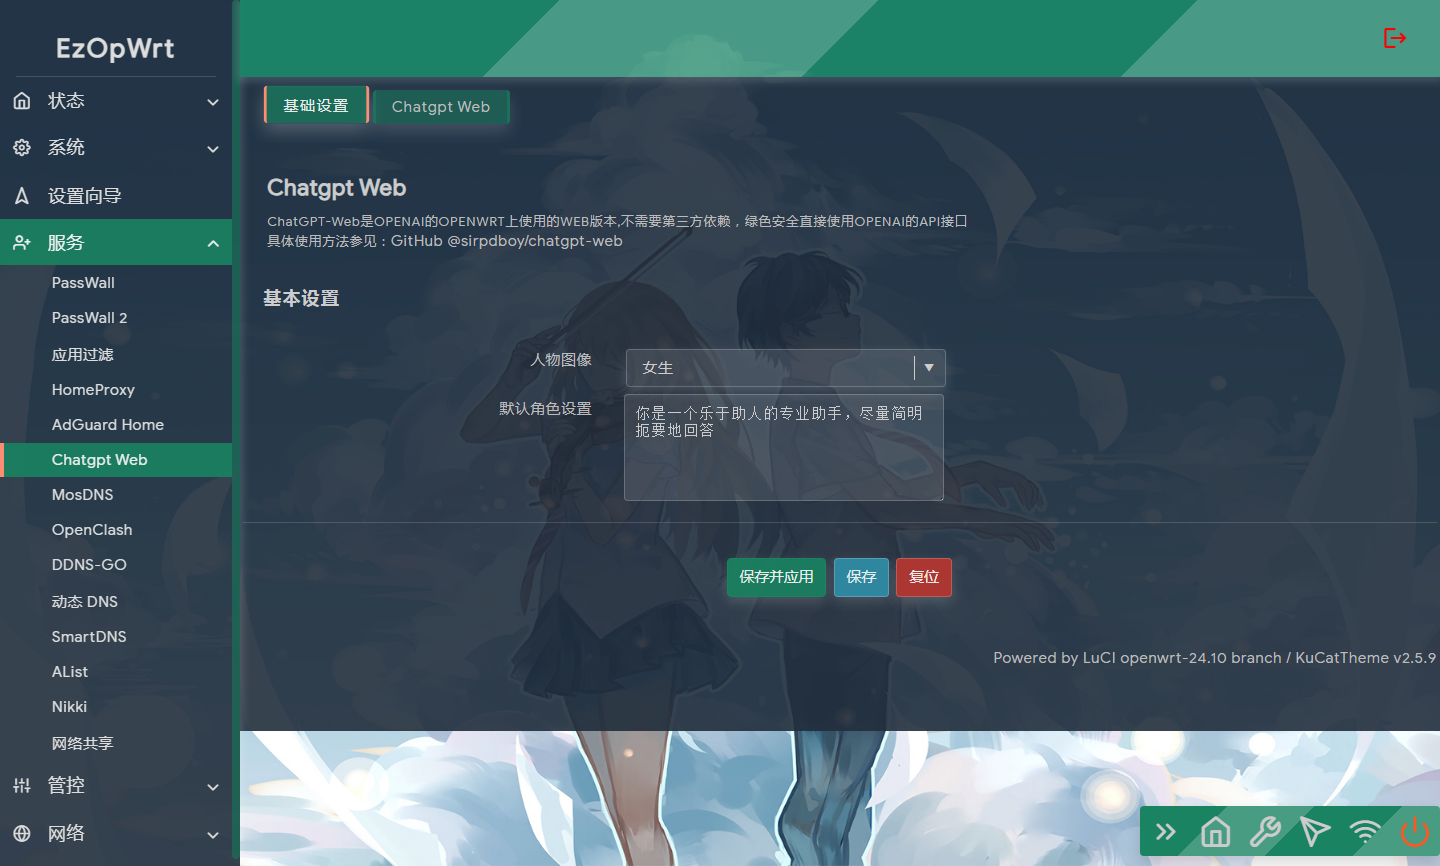 EzOpWrt
状态
系统
设置向导
服务
PassWall
PassWall 2
应用过滤
HomeProxy
AdGuard Home
Chatgpt Web
MosDNS
OpenClash
DDNS-GO
动态 DNS
SmartDNS
AList
Nikki
网络共享
管控
网络
基础设置
Chatgpt Web
Chatgpt Web
ChatGPT-Web是OPENAI的OPENWRT上使用的WEB版本,不需要第三方依赖，绿色安全直接使用OPENAI的API接口
具体使用方法参见：GitHub @sirpdboy/chatgpt-web
基本设置
人物图像
女生
默认角色设置
你是一个乐于助人的专业助手，尽量简明
扼要地回答
保存并应用
保存
复位
Powered by LuCI openwrt-24.10 branch / KuCatTheme v2.5.9